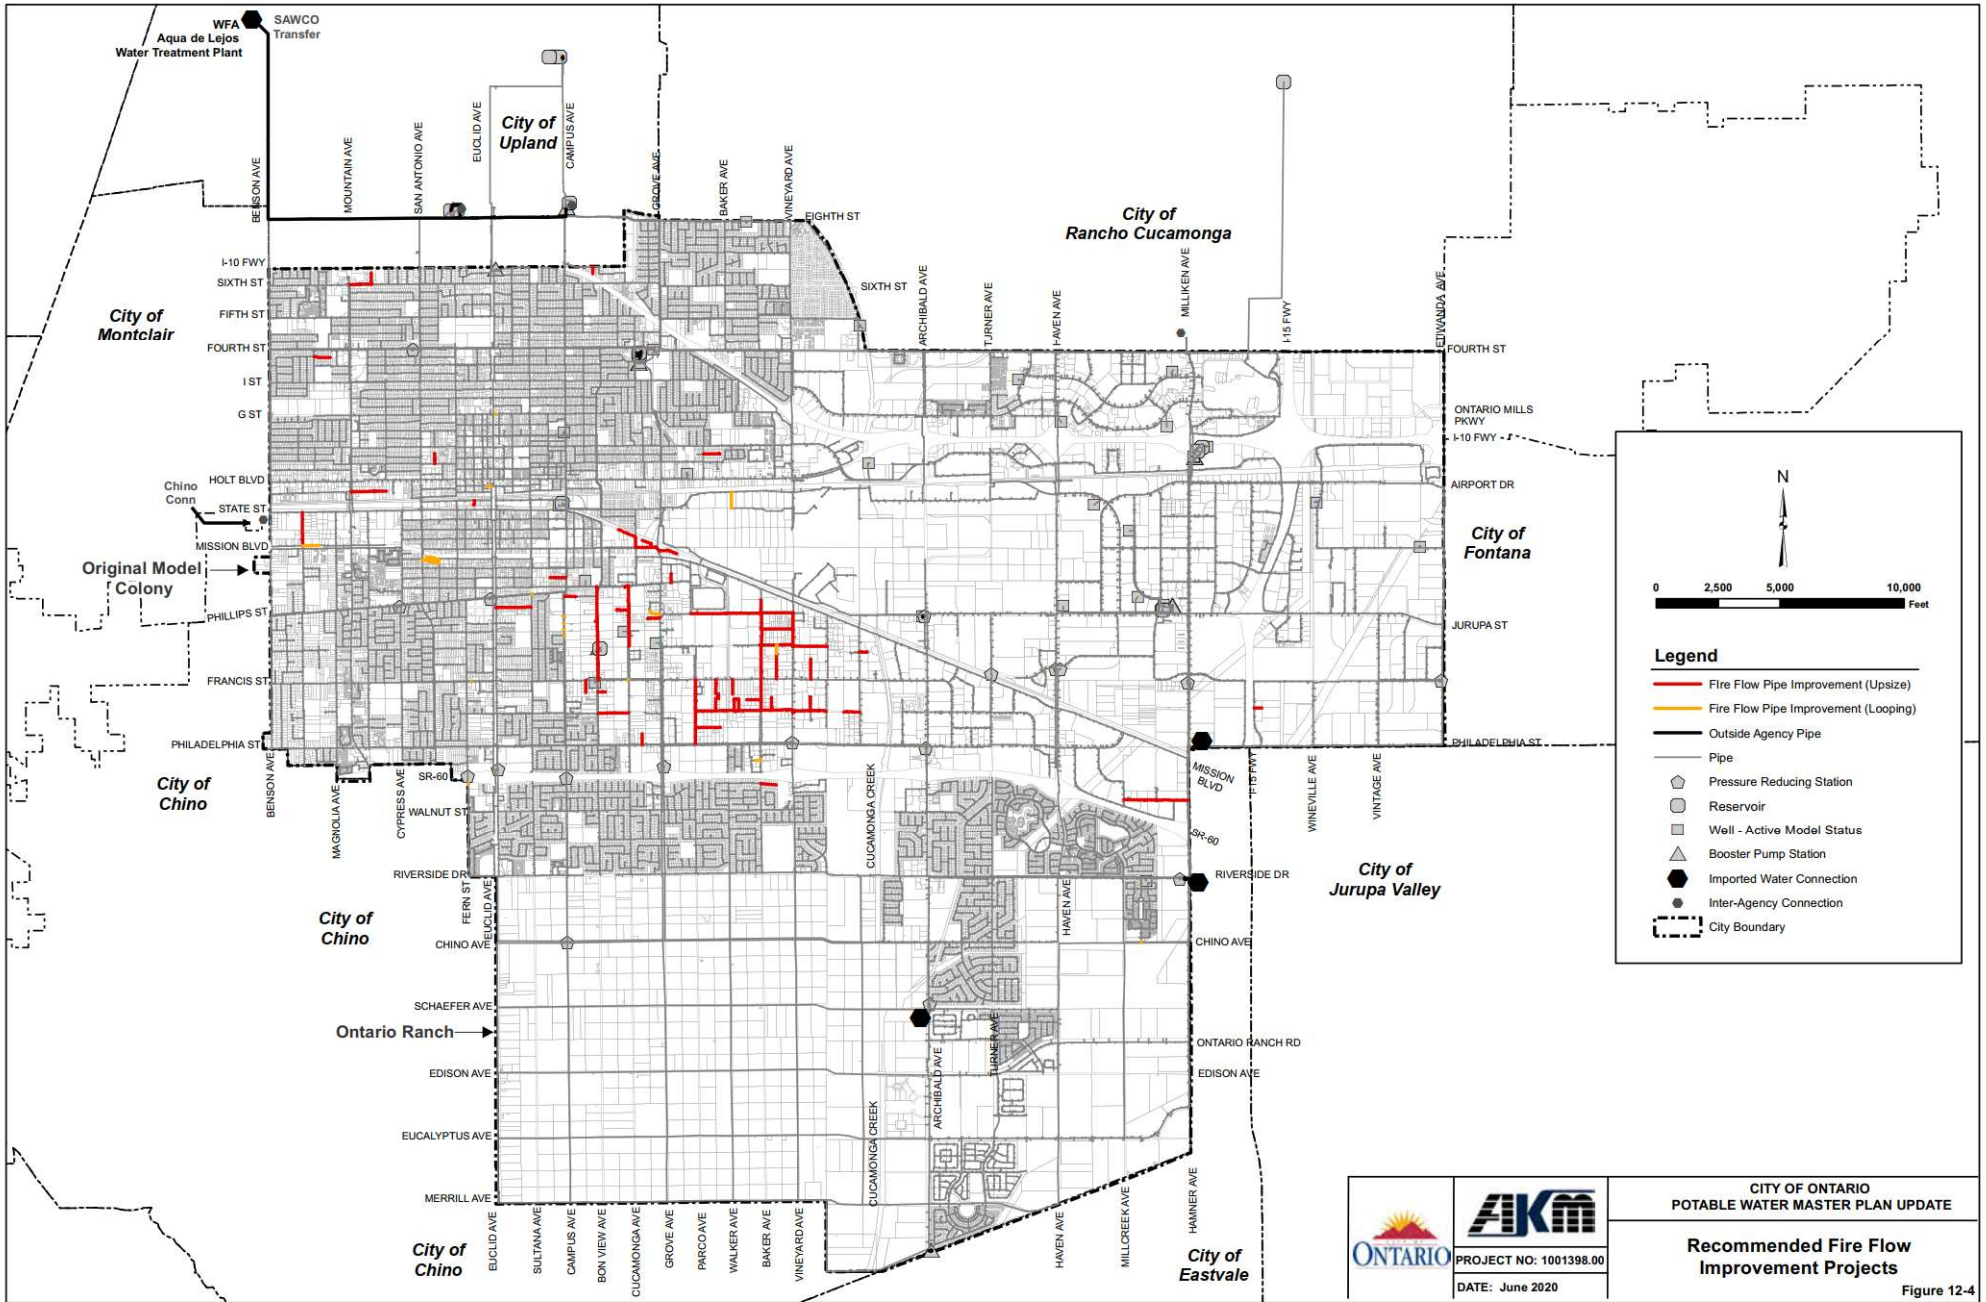 WFA
Aqua de Lejos
Water Treatment Plant
SAWCO
Transfer
City of
Upland
EUCLID AVE
CAMPUS AVE
BENSON AVE
MOUNTAIN AVE
SAN ANTONIO AVE
GROVE AVE
BAKER AVE
VINEYARD AVE
EIGHTH ST
City of
Rancho Cucamonga
I-10 FWY
SIXTH ST
FIFTH ST
FOURTH ST
I ST
G ST
HOLT BLVD
STATE ST
MISSION BLVD
PHILLIPS ST
FRANCIS ST
PHILADELPHIA ST
City of
Montclair
Chino
Conn
Original Model
Colony
SIXTH ST
ARCHIBALD AVE
TURNER AVE
HAVEN AVE
MILLIKEN AVE
I-15 FWY
ETIWANDA AVE
FOURTH ST
ONTARIO MILLS
PKWY
I-10 FWY
AIRPORT DR
City of
Fontana
JURUPA ST
PHILADELPHIA ST
City of
Chino
BENSON AVE
MAGNOLIA AVE
CYPRESS AVE
SR-60
WALNUT ST
RIVERSIDE DR
FERN ST
EUCLID AVE
CUCAMONGA CREEK
MISSION
BLVD
I-15 FWY
WINEVILLE AVE
VINTAGE AVE
SR-60
RIVERSIDE DR
City of
Jurupa Valley
City of
Chino
HAVEN AVE
CHINO AVE
CHINO AVE
SCHAEFER AVE
Ontario Ranch
ONTARIO RANCH RD
TURNER AVE
ARCHIBALD AVE
EDISON AVE
EDISON AVE
CUCAMONGA CREEK
EUCALYPTUS AVE
MERRILL AVE
City of
Chino
EUCLID AVE
SULTANA AVE
CAMPUS AVE
BON VIEW AVE
CUCAMONGA AVE
GROVE AVE
PARCO AVE
WALKER AVE
BAKER AVE
VINEYARD AVE
HAVEN AVE
MILLCREEK AVE
HAMNER AVE
City of
Eastvale
N
0 2,500 5,000 10,000
Feet
Legend
FIre Flow Pipe Improvement (Upsize)
Fire Flow Pipe Improvement (Looping)
Outside Agency Pipe
Pipe
Pressure Reducing Station
Reservoir
Well - Active Model Status
Booster Pump Station
Imported Water Connection
Inter-Agency Connection
City Boundary
CITY OF
ONTARIO
AKM
PROJECT NO: 1001398.00
DATE: June 2020
CITY OF ONTARIO
POTABLE WATER MASTER PLAN UPDATE
Recommended Fire Flow
Improvement Projects
Figure 12-4